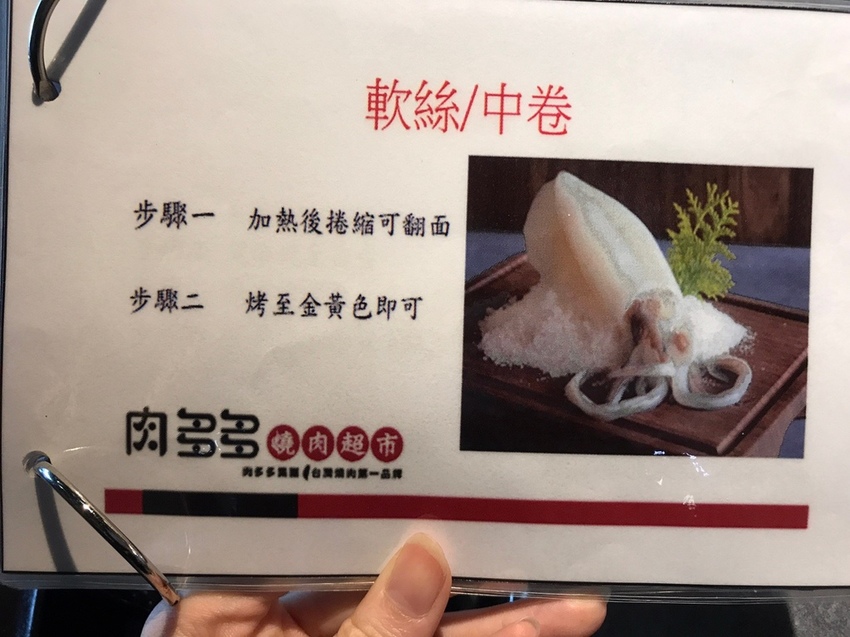 軟絲/中卷
步驟一 加熱後捲縮可翻面
步驟二 烤至金黃色即可
肉多多 燒肉超市
肉多多集團 台灣燒肉第一品牌